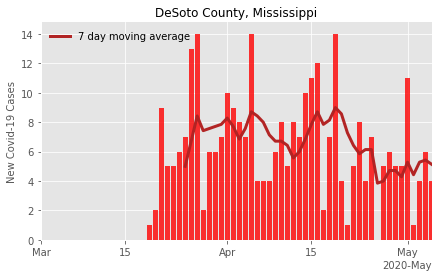 DeSoto County, Mississippi
7 day moving average
New Covid-19 Cases
14
12
10
8
6
4
2
0
Mar 15 Apr 15 May
2020-May